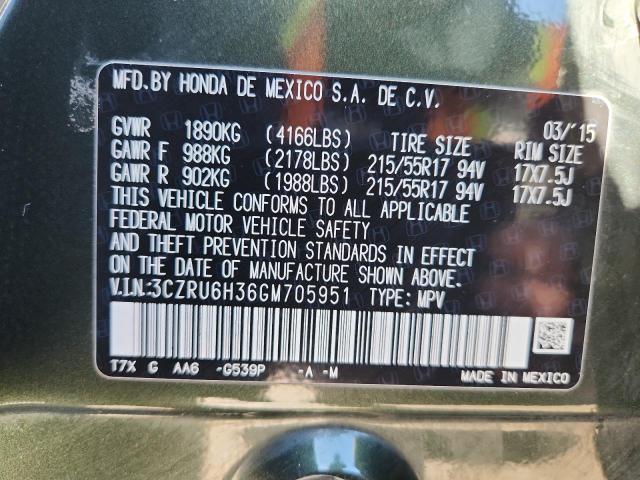 MFD.BY HONDA DE MEXICO S.A. DE C.V.
03/'15
GVWR 1890KG (4166LBS) TIRE SIZE RIM SIZE
GAWR F 988KG (2178LBS) 215/55R17 94V 17X7.5J
GAWR R 902KG (1988LBS) 215/55R17 94V 17X7.5J
THIS VEHICLE CONFORMS TO ALL APPLICABLE
FEDERAL MOTOR VEHICLE SAFETY
AND THEFT PREVENTION STANDARDS IN EFFECT
ON THE DATE OF MANUFACTURE SHOWN ABOVE.
V.I.N:3CZRU6H36GM705951 TYPE: MPV
T7X G AA6 -G539P -A -M
MADE IN MEXICO